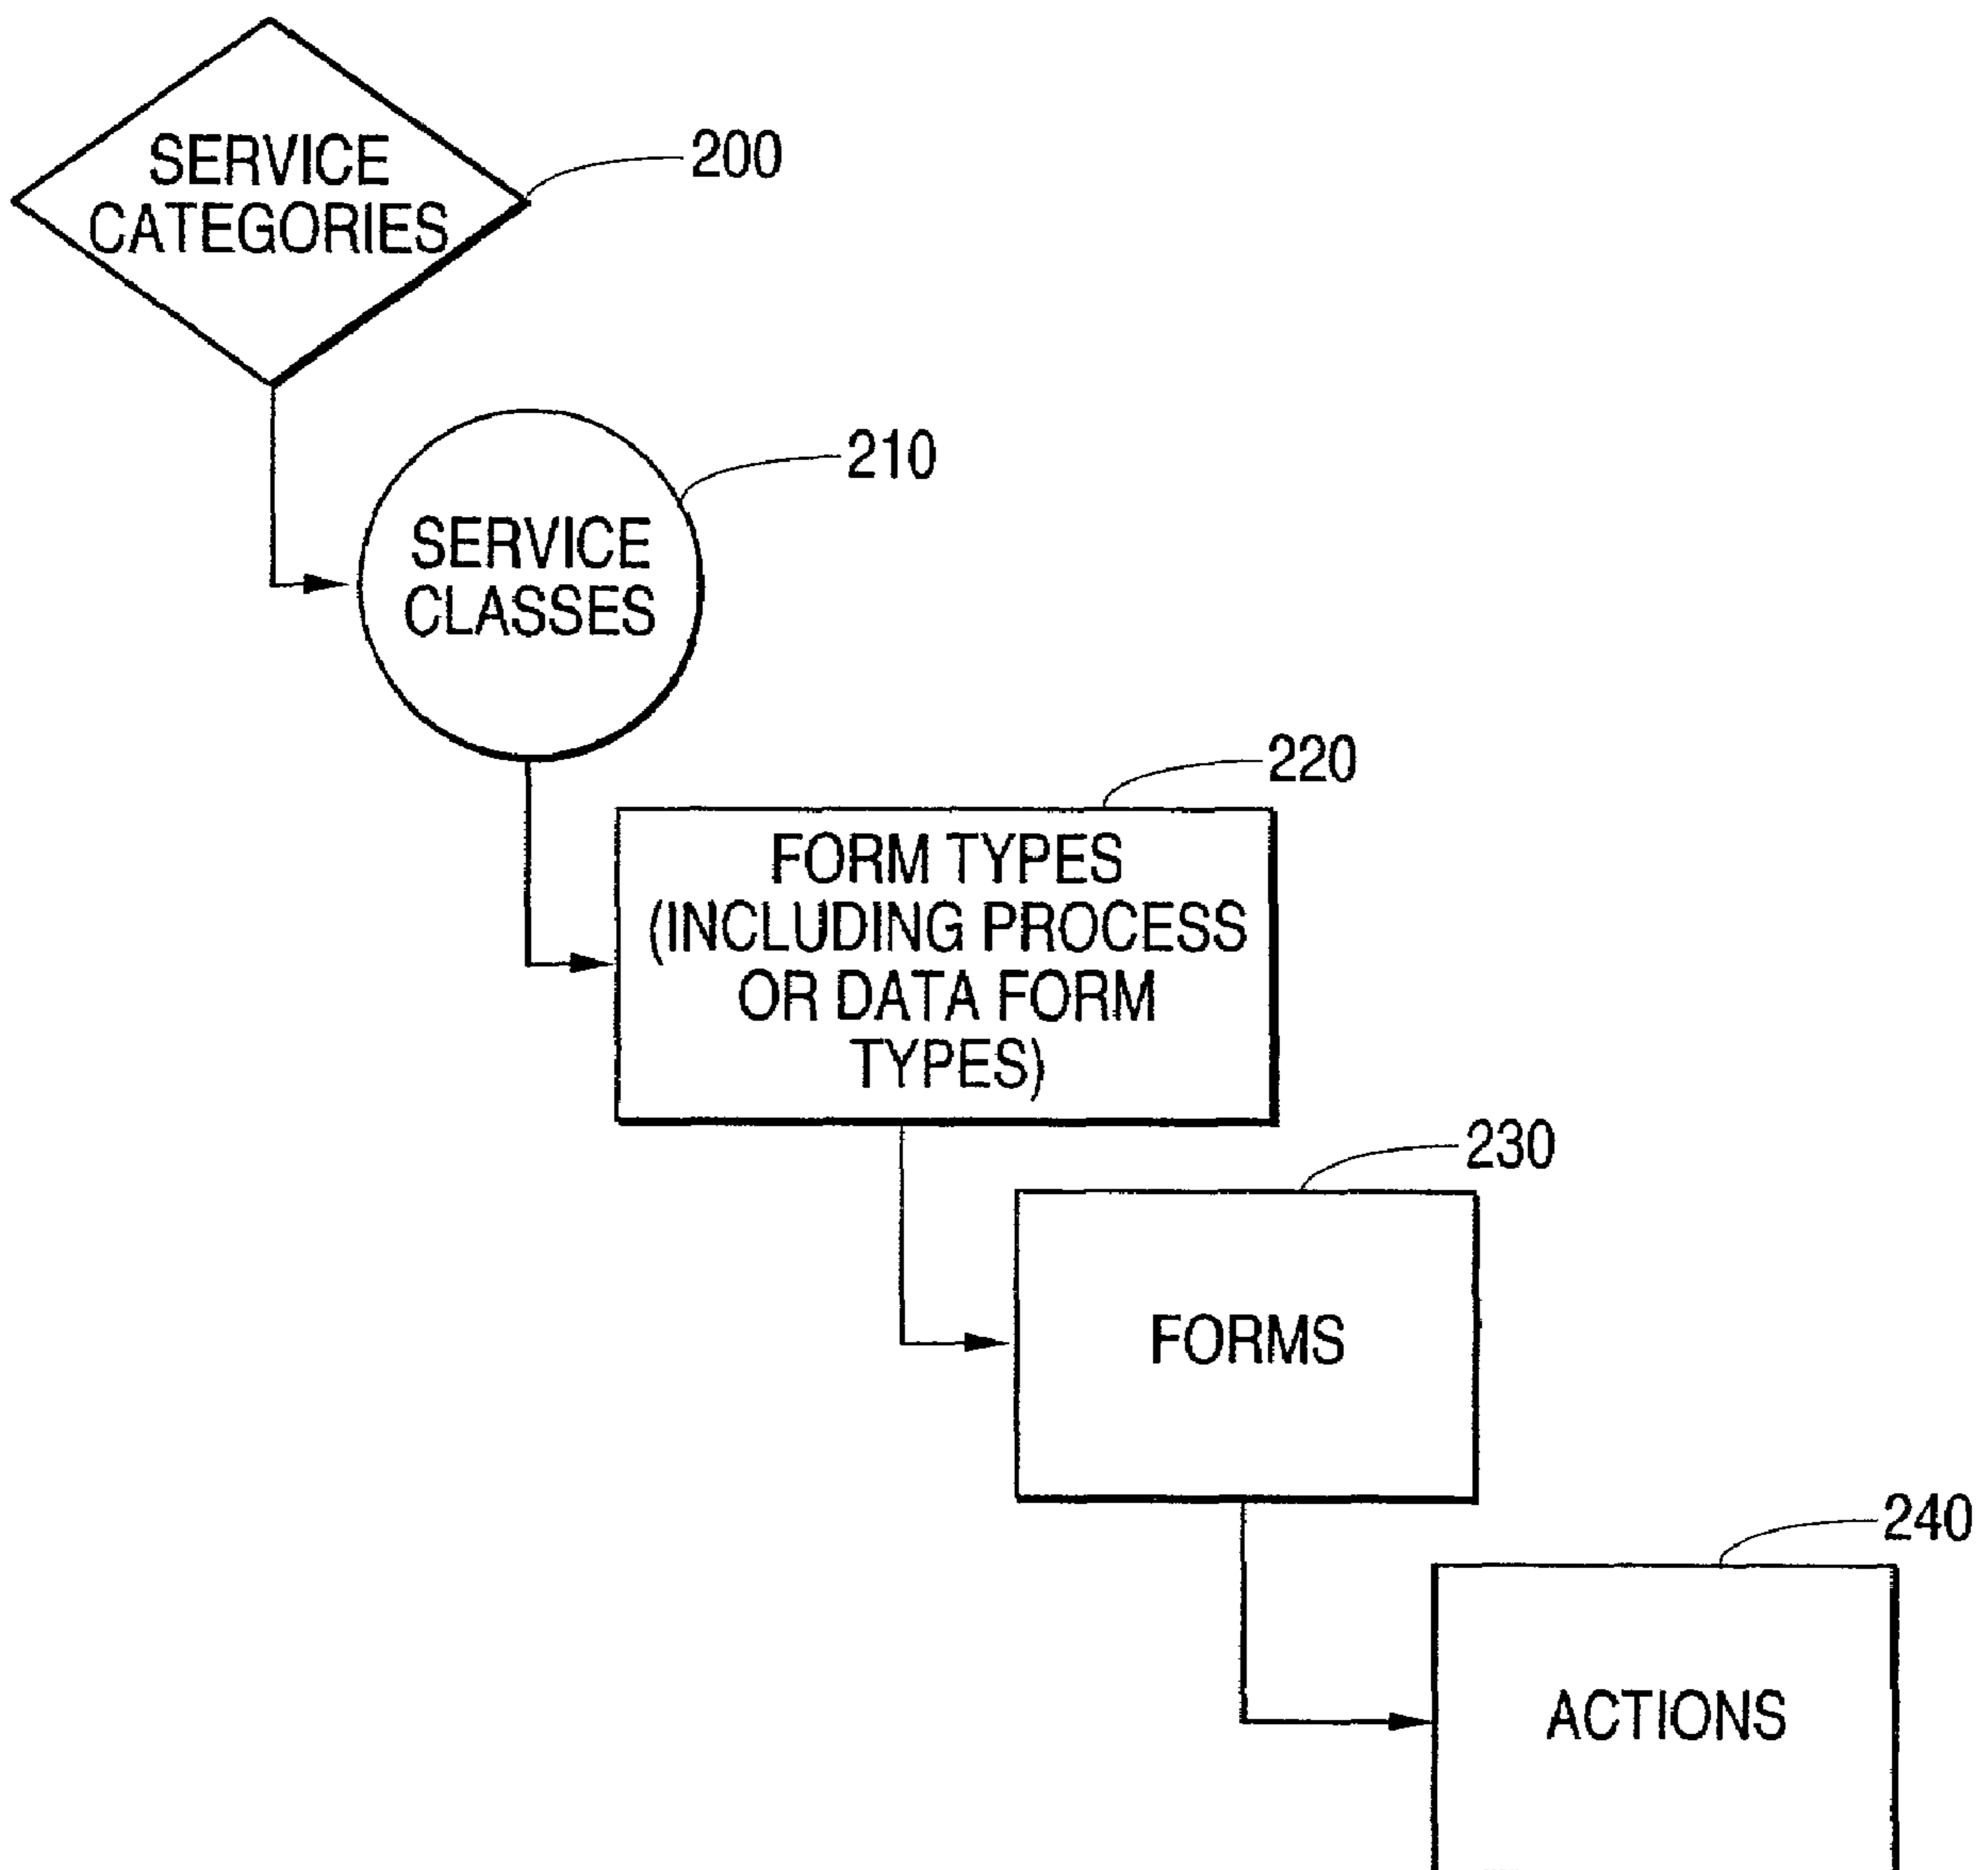 SERVICE
CATEGORIES
200
210
SERVICE
CLASSES
220
FORM TYPES
(INCLUDING PROCESS
OR DATA FORM
TYPES)
230
FORMS
240
ACTIONS